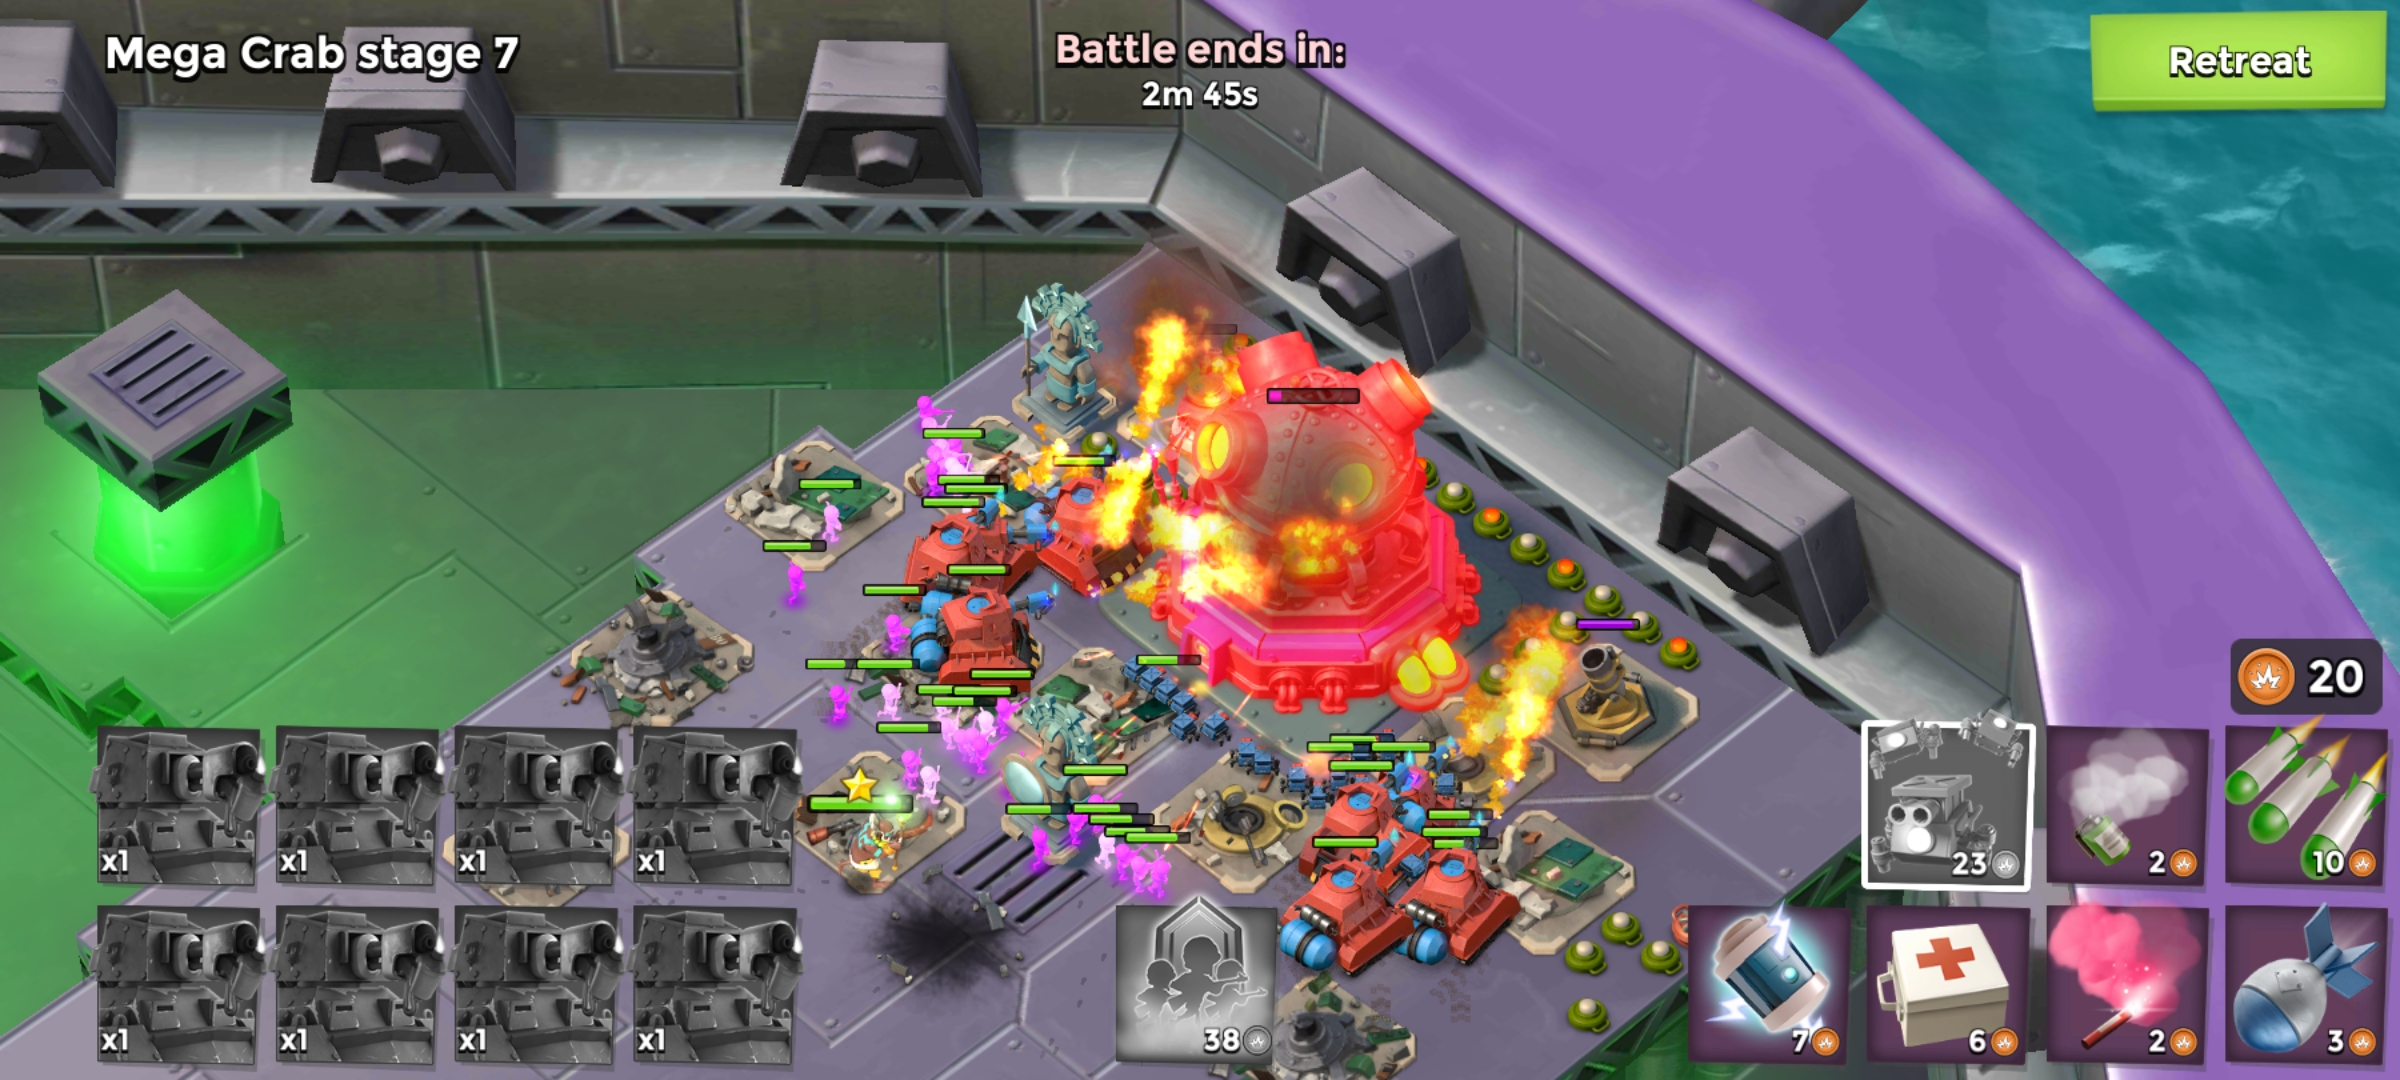 Mega Crab stage 7
Battle ends in:
2m 45s
Retreat
20
x1
x1
x1
x1
23
2
10
x1
x1
x1
x1
38
7
6
2
3